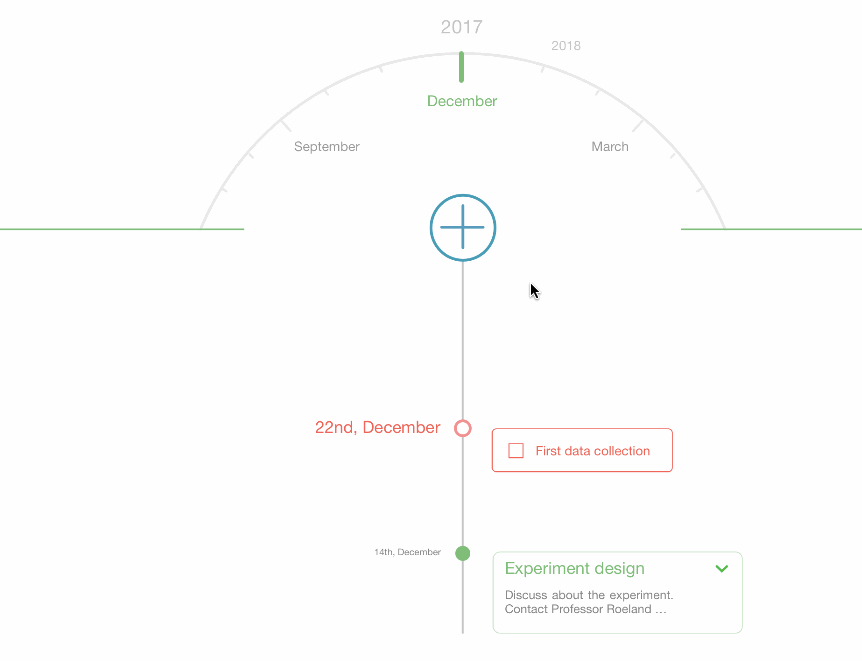 2017
2018
December
September
March
22nd, December
First data collection
14th, December
Experiment design
Discuss about the experiment.
Contact Professor Roeland ...